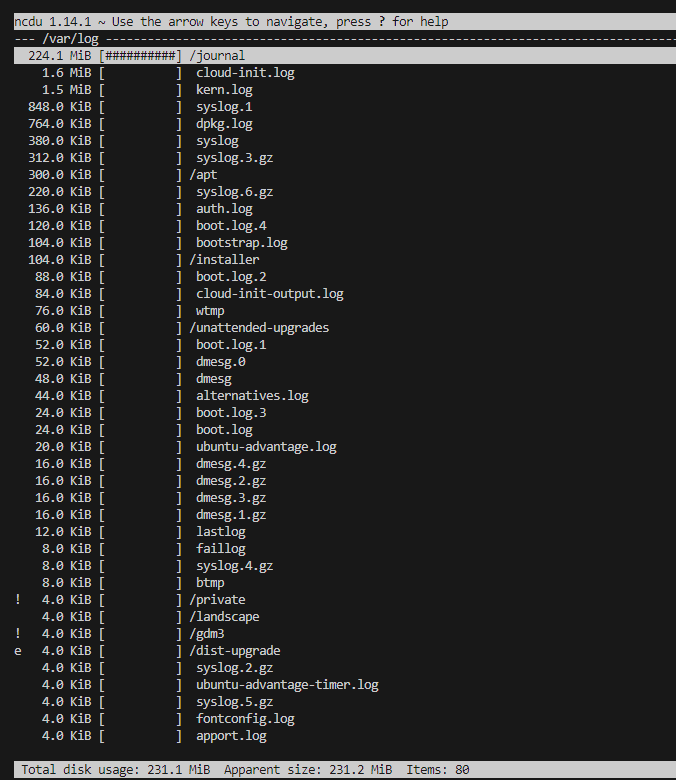 ncdu 1.14.1 ~ Use the arrow keys to navigate, press ? for help
--- /var/log ----------------------------------------------------------------------------------
  224.1 MiB [##########] /journal
    1.6 MiB [          ]  cloud-init.log
    1.5 MiB [          ]  kern.log
  848.0 KiB [          ]  syslog.1
  764.0 KiB [          ]  dpkg.log
  380.0 KiB [          ]  syslog
  312.0 KiB [          ]  syslog.3.gz
  300.0 KiB [          ] /apt
  220.0 KiB [          ]  syslog.6.gz
  136.0 KiB [          ]  auth.log
  120.0 KiB [          ]  boot.log.4
  104.0 KiB [          ]  bootstrap.log
  104.0 KiB [          ] /installer
   88.0 KiB [          ]  boot.log.2
   84.0 KiB [          ]  cloud-init-output.log
   76.0 KiB [          ]  wtmp
   60.0 KiB [          ] /unattended-upgrades
   52.0 KiB [          ]  boot.log.1
   52.0 KiB [          ]  dmesg.0
   48.0 KiB [          ]  dmesg
   44.0 KiB [          ]  alternatives.log
   24.0 KiB [          ]  boot.log.3
   24.0 KiB [          ]  boot.log
   20.0 KiB [          ]  ubuntu-advantage.log
   16.0 KiB [          ]  dmesg.4.gz
   16.0 KiB [          ]  dmesg.2.gz
   16.0 KiB [          ]  dmesg.3.gz
   16.0 KiB [          ]  dmesg.1.gz
   12.0 KiB [          ]  lastlog
    8.0 KiB [          ]  faillog
    8.0 KiB [          ]  syslog.4.gz
    8.0 KiB [          ]  btmp
!   4.0 KiB [          ] /private
    4.0 KiB [          ] /landscape
!   4.0 KiB [          ] /gdm3
e   4.0 KiB [          ] /dist-upgrade
    4.0 KiB [          ]  syslog.2.gz
    4.0 KiB [          ]  ubuntu-advantage-timer.log
    4.0 KiB [          ]  syslog.5.gz
    4.0 KiB [          ]  fontconfig.log
    4.0 KiB [          ]  apport.log
Total disk usage: 231.1 MiB  Apparent size: 231.2 MiB  Items: 80